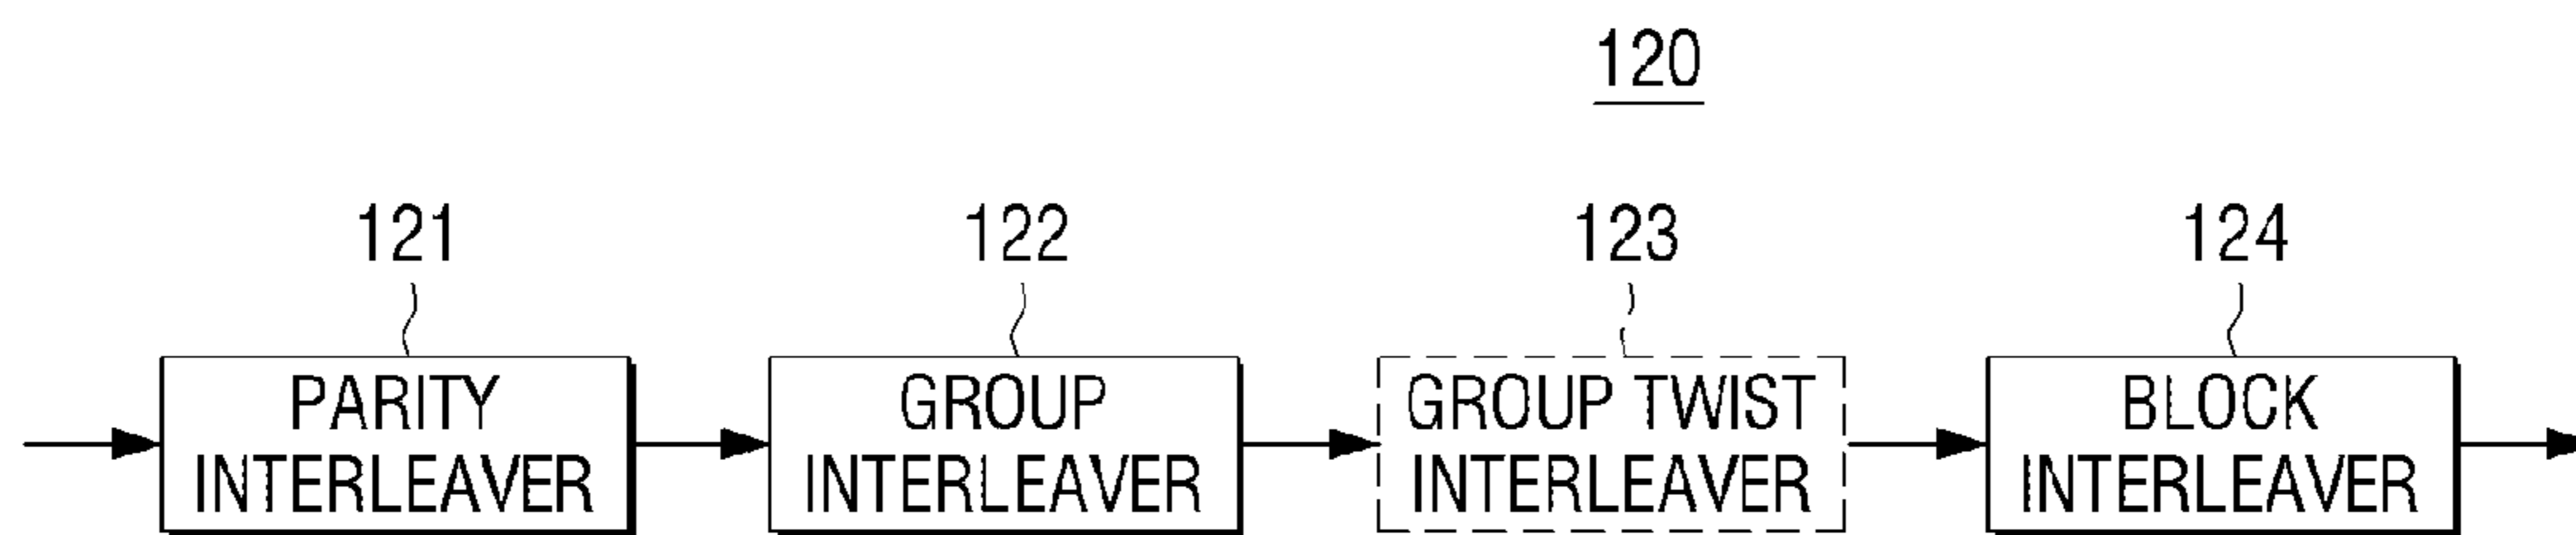 120
121
122
123
124
PARITY
INTERLEAVER
GROUP
INTERLEAVER
GROUP TWIST
INTERLEAVER
BLOCK
INTERLEAVER